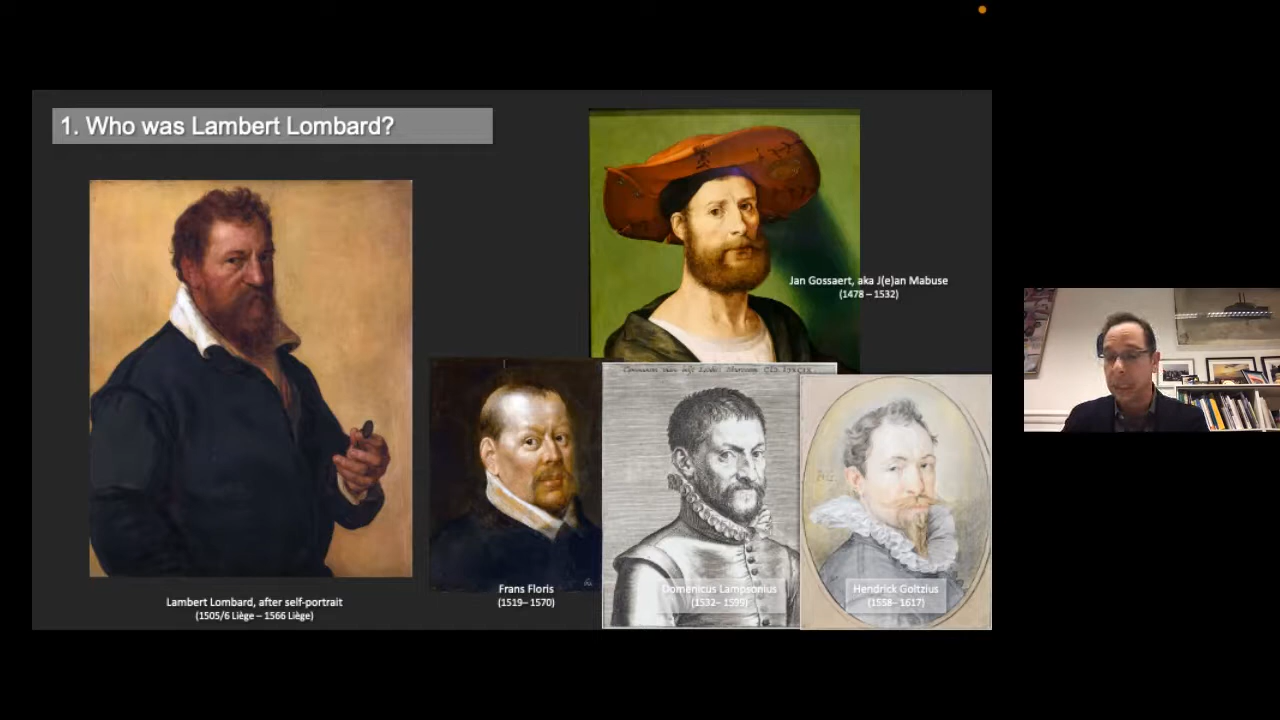 1. Who was Lambert Lombard?
Jan Gossaert, aka J(e)an Mabuse
(1478 – 1532)
Lambert Lombard, after self-portrait
(1505/6 Liège – 1566 Liège)
Frans Floris
(1519– 1570)
Domenicus Lampsonius
(1532– 1599)
Hendrick Goltzius
(1558– 1617)